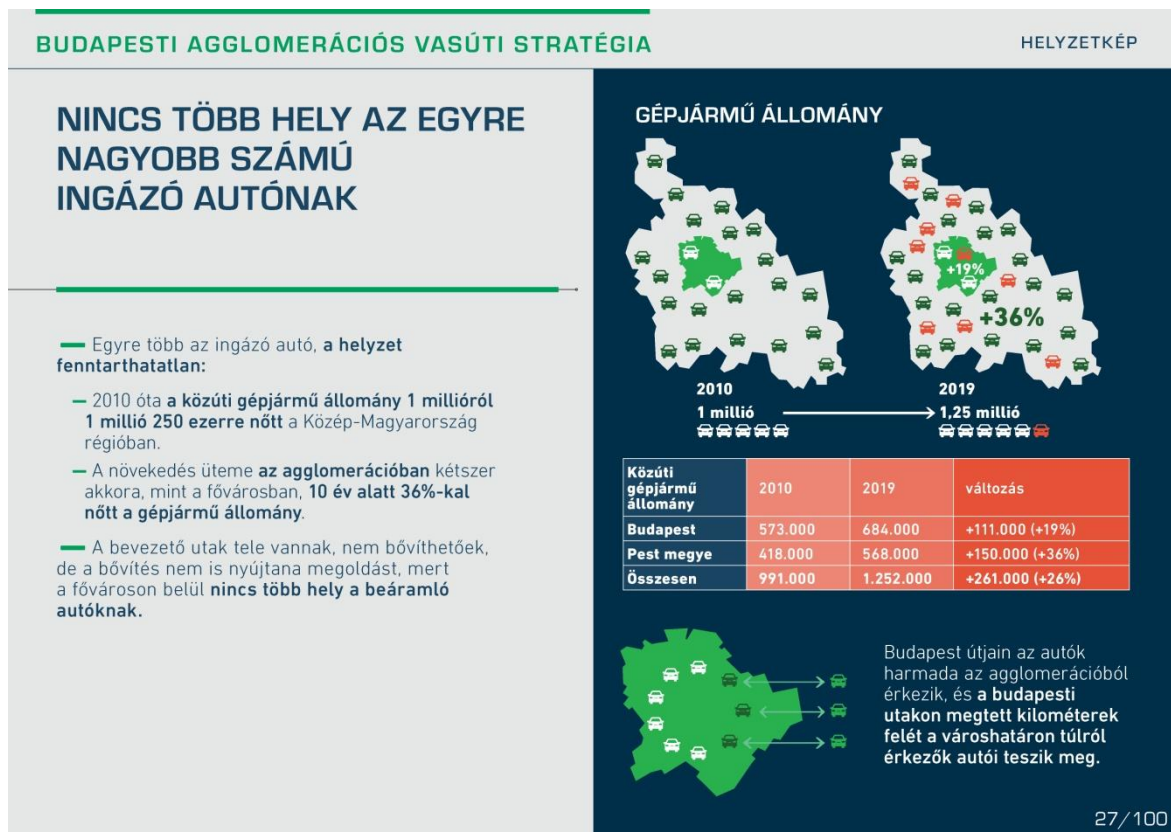 BUDAPESTI AGGLOMERÁCIÓS VASÚTI STRATÉGIA
HELYZETKÉP
NINCS TÖBB HELY AZ EGYRE
NAGYOBB SZÁMÚ
INGÁZÓ AUTÓNAK
— Egyre több az ingázó autó, a helyzet
fenntarthatatlan:
– 2010 óta a közúti gépjármű állomány 1 millióról
1 millió 250 ezerre nőtt a Közép-Magyarország
régióban.
– A növekedés üteme az agglomerációban kétszer
akkora, mint a fővárosban, 10 év alatt 36%-kal
nőtt a gépjármű állomány.
— A bevezető utak tele vannak, nem bővíthetőek,
de a bővítés nem is nyújtana megoldást, mert
a fővároson belül nincs több hely a beáramló
autóknak.
GÉPJÁRMŰ ÁLLOMÁNY
+19%
+36%
2010
1 millió
2019
1,25 millió
Közúti
gépjármű
állomány
2010
2019
változás
Budapest 573.000 684.000 +111.000 (+19%)
Pest megye 418.000 568.000 +150.000 (+36%)
Összesen 991.000 1.252.000 +261.000 (+26%)
Budapest útjain az autók
harmada az agglomerációból
érkezik, és a budapesti
utakon megtett kilométerek
felét a városhatáron túlról
érkezők autói teszik meg.
27/100